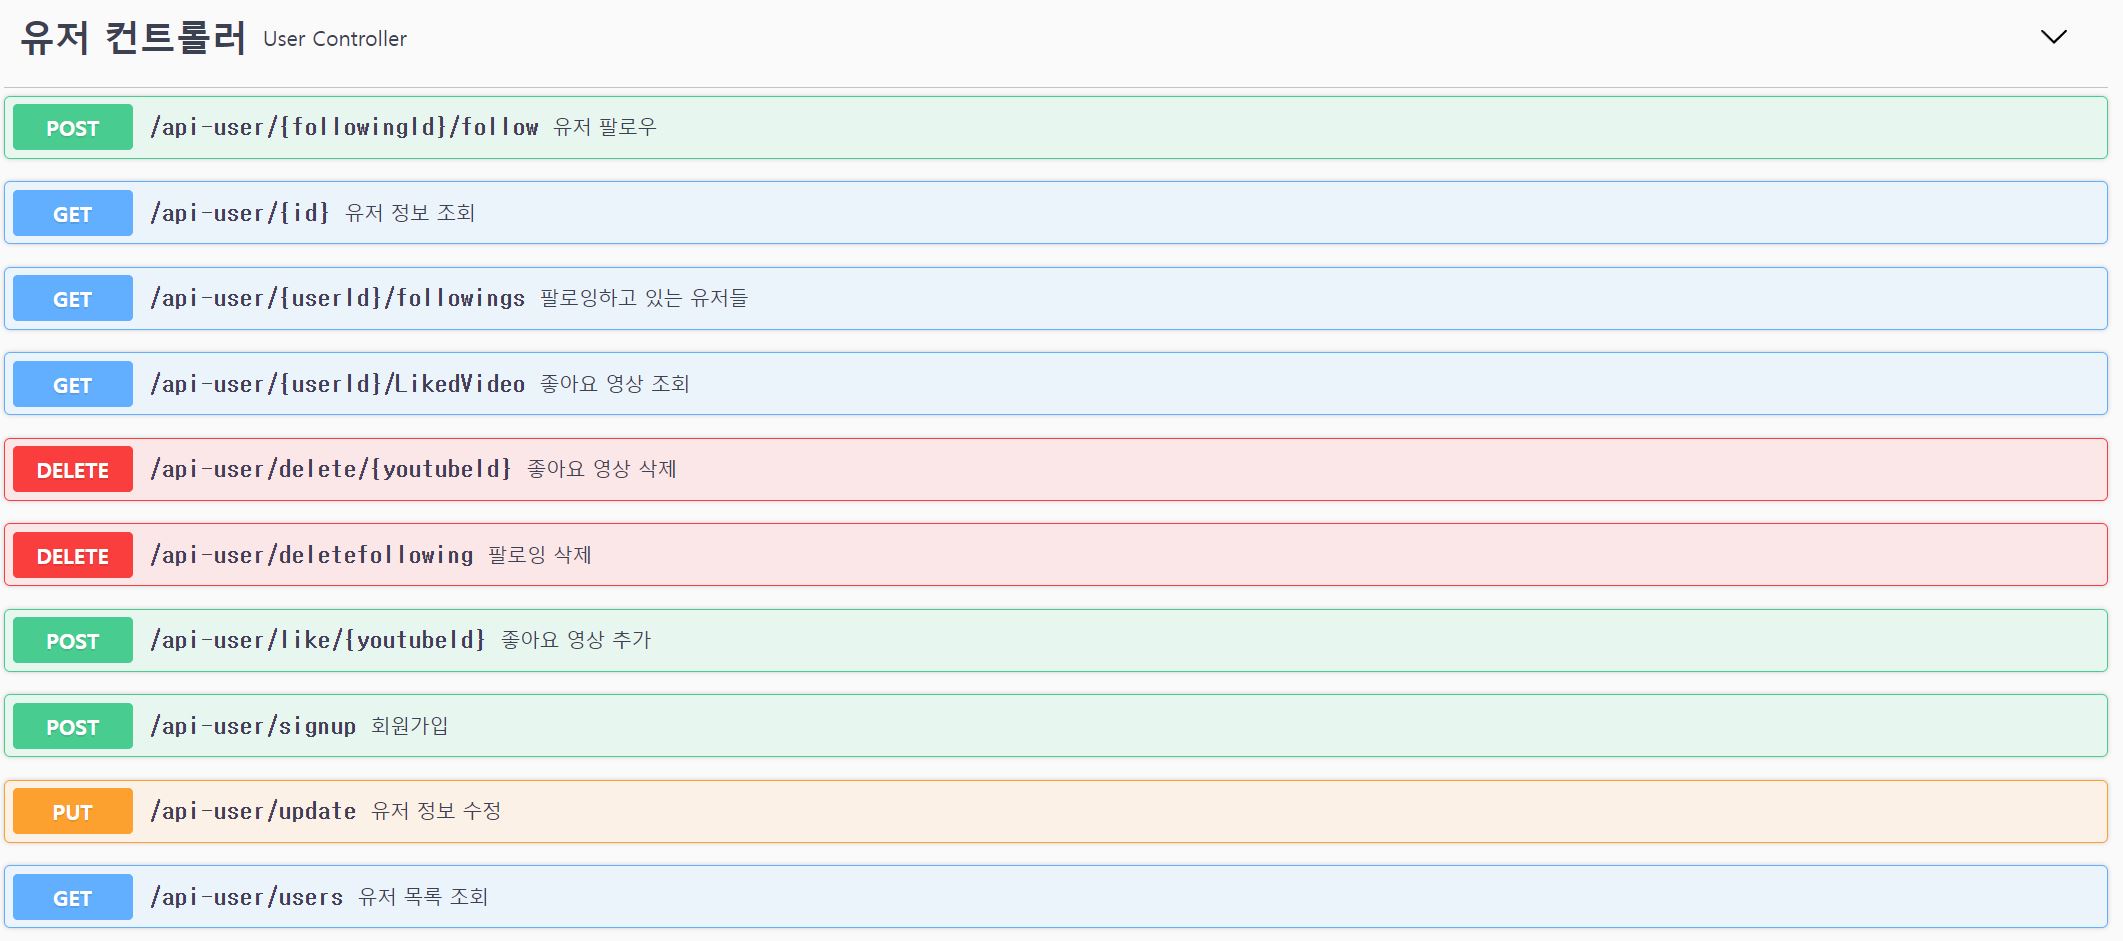 유저 컨트롤러 User Controller
POST /api-user/{followingId}/follow 유저 팔로우
GET /api-user/{id} 유저 정보 조회
GET /api-user/{userId}/followings 팔로잉하고 있는 유저들
GET /api-user/{userId}/LikedVideo 좋아요 영상 조회
DELETE /api-user/delete/{youtubeId} 좋아요 영상 삭제
DELETE /api-user/deletefollowing 팔로잉 삭제
POST /api-user/like/{youtubeId} 좋아요 영상 추가
POST /api-user/signup 회원가입
PUT /api-user/update 유저 정보 수정
GET /api-user/users 유저 목록 조회